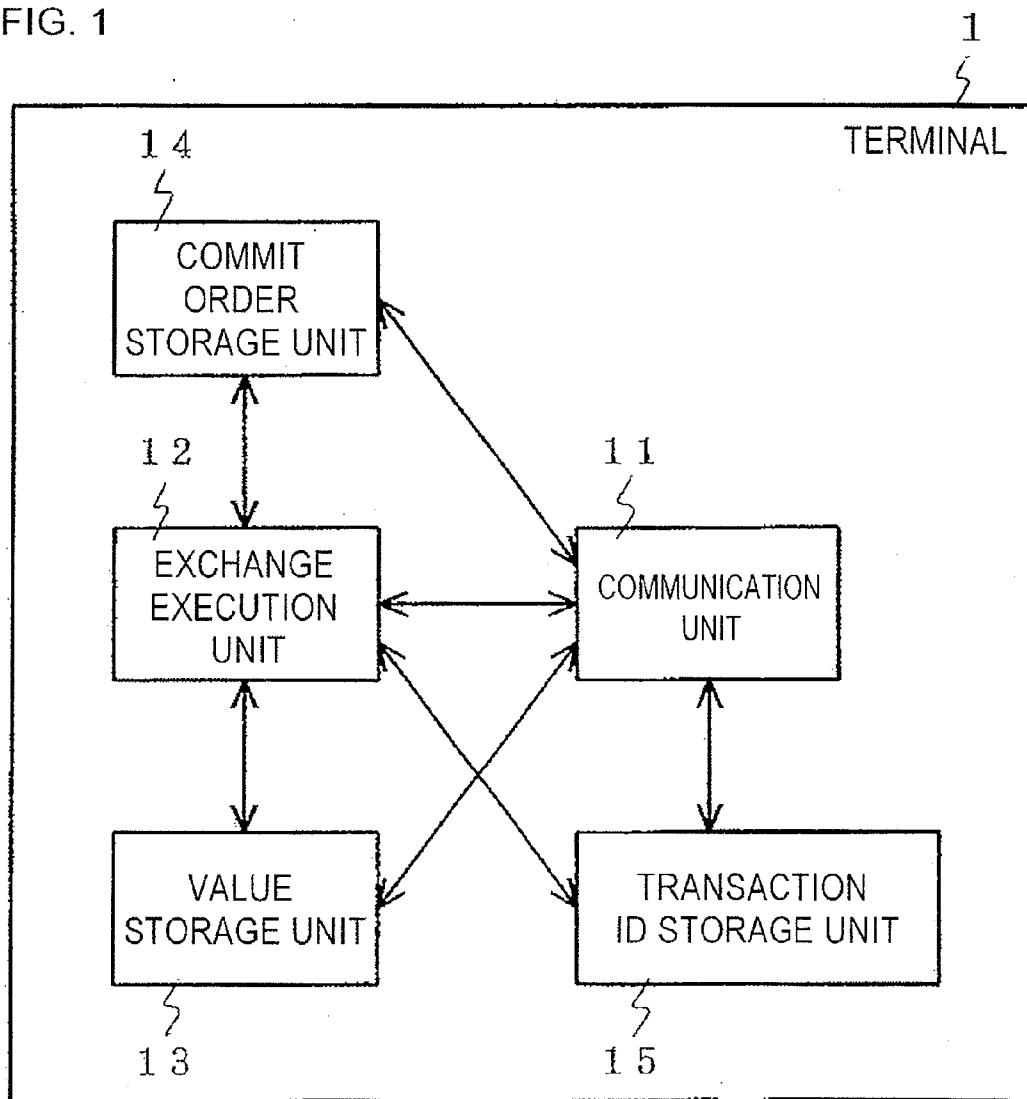 FIG. 1
1
TERMINAL
14
COMMIT
ORDER
STORAGE UNIT
12
EXCHANGE
EXECUTION
UNIT
11
COMMUNICATION
UNIT
VALUE
STORAGE UNIT
13
TRANSACTION
ID STORAGE UNIT
15